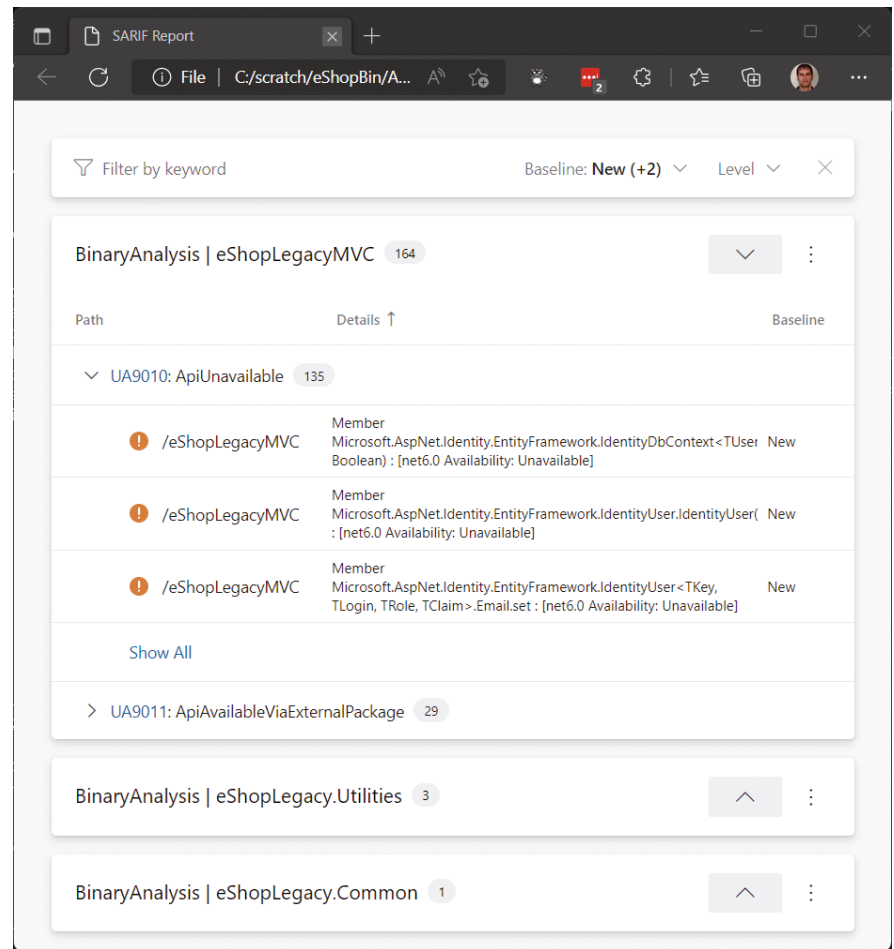 SARIF Report
File | C:/scratch/eShopBin/A...
2
Filter by keyword Baseline: New (+2) Level
BinaryAnalysis | eShopLegacyMVC 164
Path Details ↑ Baseline
UA9010: ApiUnavailable 135
Member
/eShopLegacyMVC Microsoft.AspNet.Identity.EntityFramework.IdentityDbContext<TUser New
Boolean) : [net6.0 Availability: Unavailable]
Member
/eShopLegacyMVC Microsoft.AspNet.Identity.EntityFramework.IdentityUser.IdentityUser( New
: [net6.0 Availability: Unavailable]
Member
/eShopLegacyMVC Microsoft.AspNet.Identity.EntityFramework.IdentityUser<TKey, New
TLogin, TRole, TClaim>.Email.set : [net6.0 Availability: Unavailable]
Show All
UA9011: ApiAvailableViaExternalPackage 29
BinaryAnalysis | eShopLegacy.Utilities 3
BinaryAnalysis | eShopLegacy.Common 1